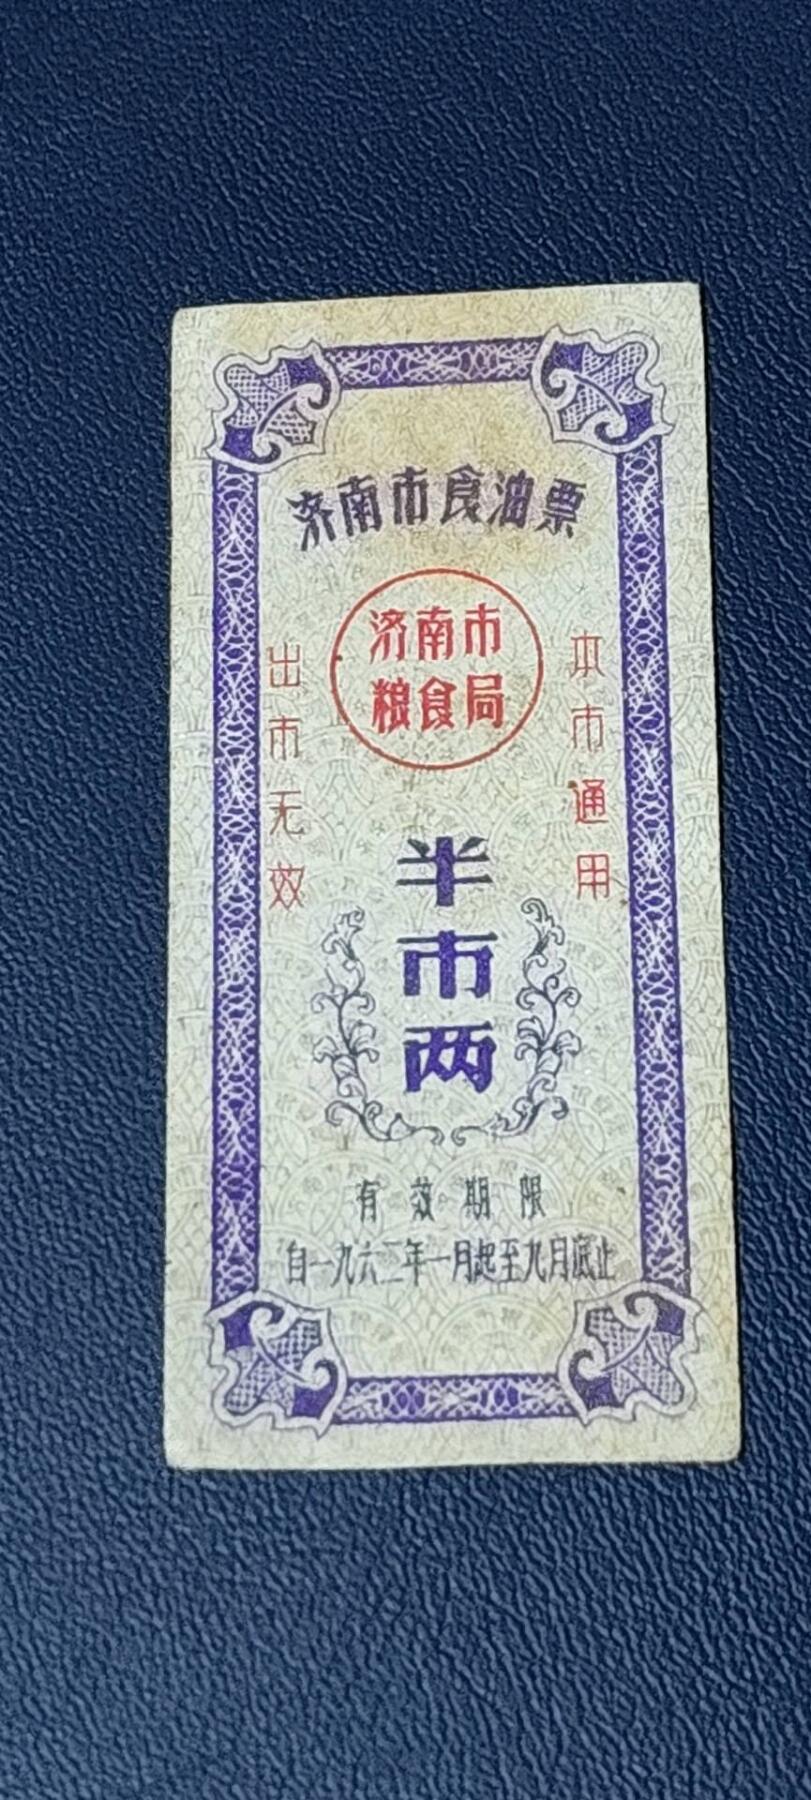 济南市食油票
济南市
粮食局
本市通用
出市无效
半市两
有效期限
自一九六三年一月起至九月底止